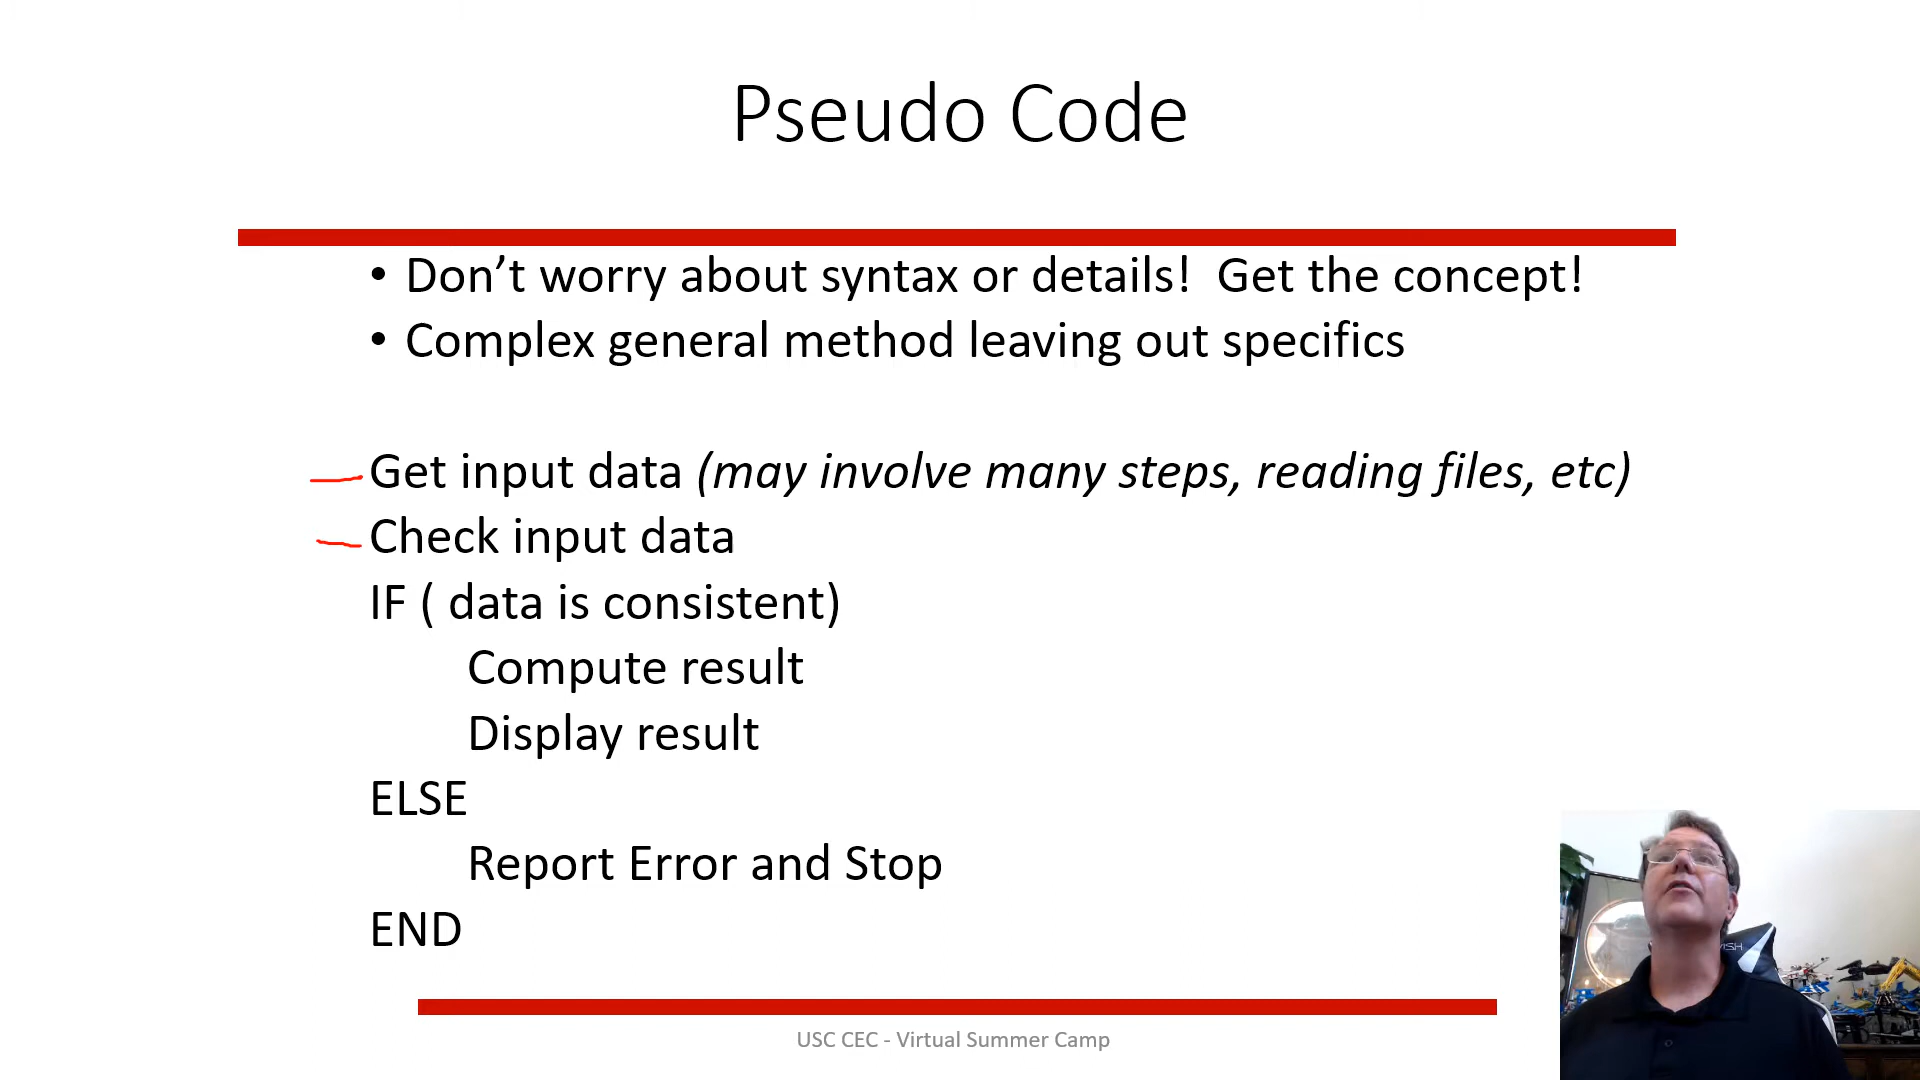 Pseudo Code
• Don’t worry about syntax or details!  Get the concept!
• Complex general method leaving out specifics
Get input data (may involve many steps, reading files, etc)
Check input data
IF ( data is consistent)
Compute result
Display result
ELSE
Report Error and Stop
END
USC CEC - Virtual Summer Camp